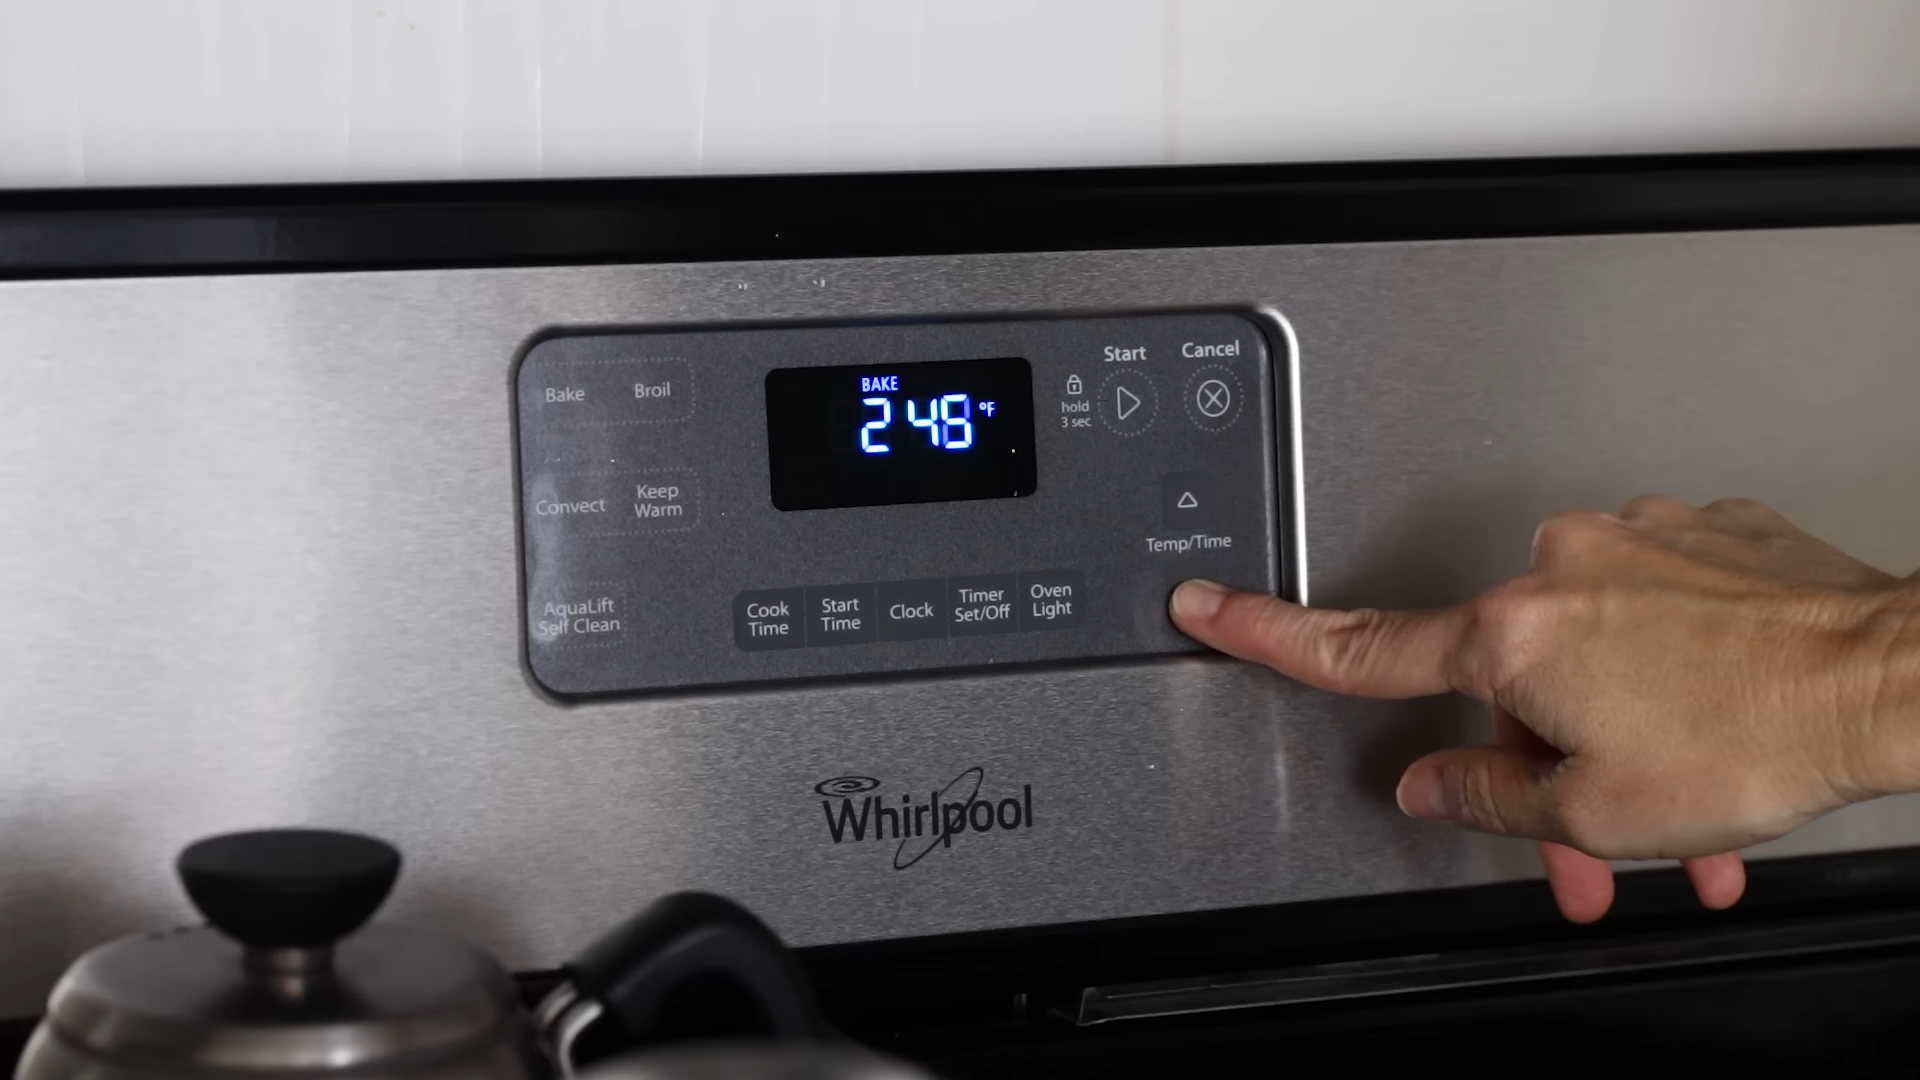 Bake
Broil
BAKE
248 °F
hold
3 sec
Start
Cancel
Convect
Keep
Warm
Temp/Time
AquaLift
Self Clean
Cook
Time
Start
Time
Clock
Timer
Set/Off
Oven
Light
Whirlpool